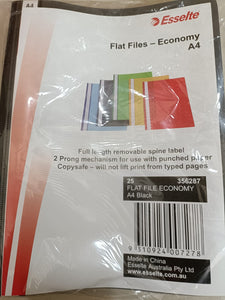 A4
Esselte
Flat Files – Economy
A4
Full length removable spine label
2 Prong mechanism for use with punched paper
Copysafe – will not lift print from typed pages
25 356287
FLAT FILE ECONOMY
A4 Black
9 310924 007278
Made in China
Esselte Australia Pty Ltd
www.esselte.com